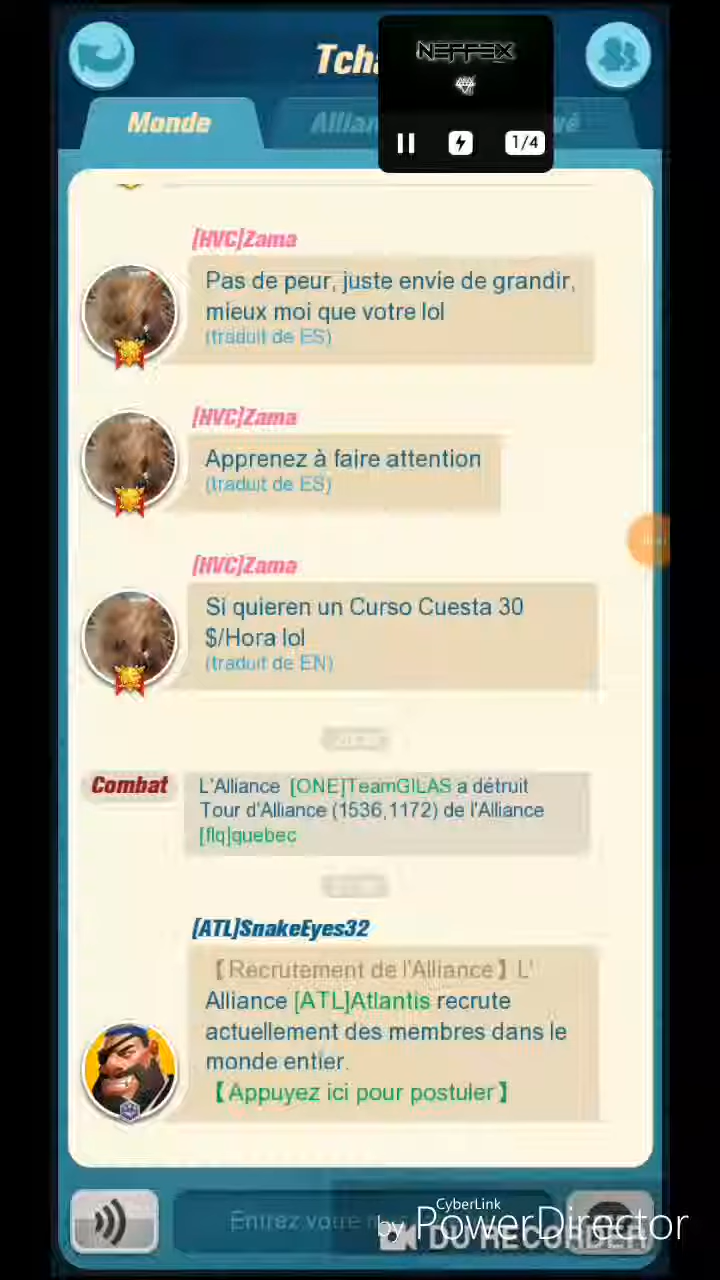 Tch
NEFFEX
1/4
Monde
Allian
vé
[HVC]Zama
Pas de peur, juste envie de grandir,
mieux moi que votre lol
(traduit de ES)
[HVC]Zama
Apprenez à faire attention
(traduit de ES)
[HVC]Zama
Si quieren un Curso Cuesta 30
$/Hora lol
(traduit de EN)
Combat
L'Alliance [ONE]TeamGILAS a détruit
Tour d'Alliance (1536,1172) de l'Alliance
[flq]quebec
[ATL]SnakeEyes32
【Recrutement de l'Alliance】L'
Alliance [ATL]Atlantis recrute
actuellement des membres dans le
monde entier.
【Appuyez ici pour postuler】
Entrez votre m
CyberLink
by PowerDirector
DU RECORDER